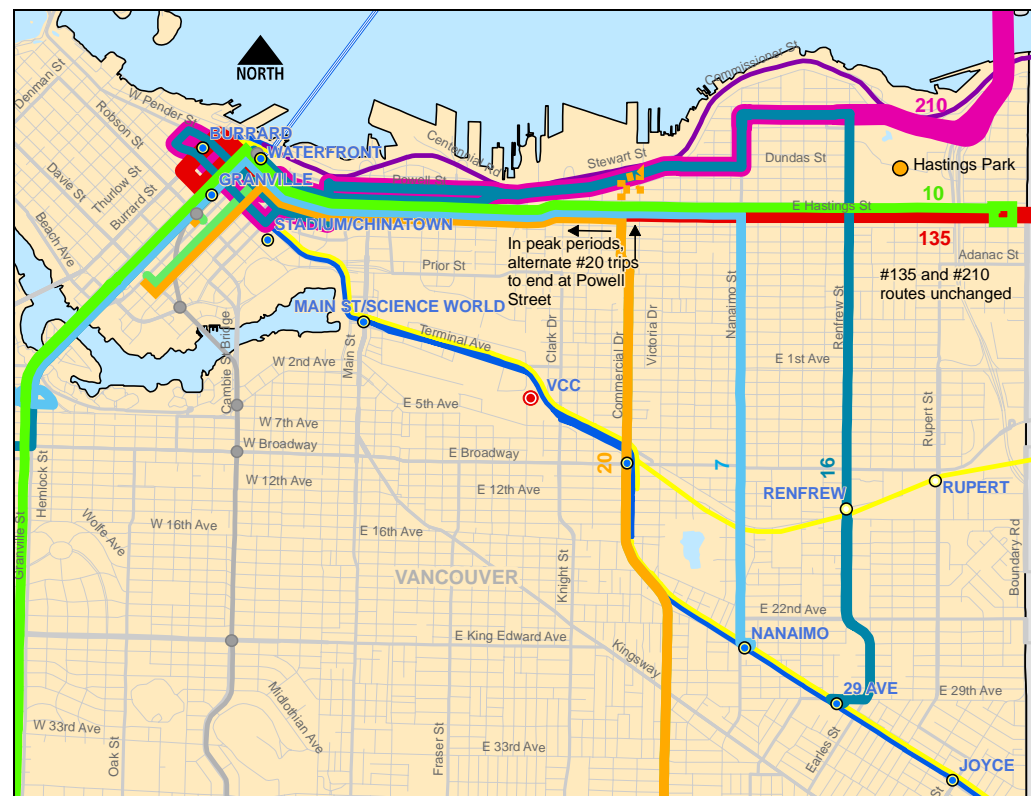 NORTH
Denman St
W Pender St
Robson St
BURRARD
WATERFRONT
Davie St
Thurlow St
Burrard St
GRANVILLE
Beach Ave
STADIUM/CHINATOWN
Commissioner St
Centennial Rd
Powell St
Stewart St
Dundas St
210
Hastings Park
10
E Hastings St
135
Adanac St
In peak periods,
alternate #20 trips
to end at Powell
Street
#135 and #210
routes unchanged
Prior St
MAIN ST/SCIENCE WORLD
Terminal Ave
Main St
Cambie St Bridge
Clark Dr
Commercial Dr
Victoria Dr
Nanaimo St
Renfrew St
W 2nd Ave
E 1st Ave
VCC
E 5th Ave
W 7th Ave
W Broadway
E Broadway
Rupert St
W 12th Ave
E 12th Ave
20
7
16
RENFREW
RUPERT
Hemlock St
Granville St
Wolfe Ave
W 16th Ave
E 16th Ave
VANCOUVER
Knight St
Boundary Rd
E 22nd Ave
E King Edward Ave
Kingsway
NANAIMO
29 AVE
E 29th Ave
W 33rd Ave
Oak St
Midlothian Ave
Fraser St
E 33rd Ave
Earles St
JOYCE
St